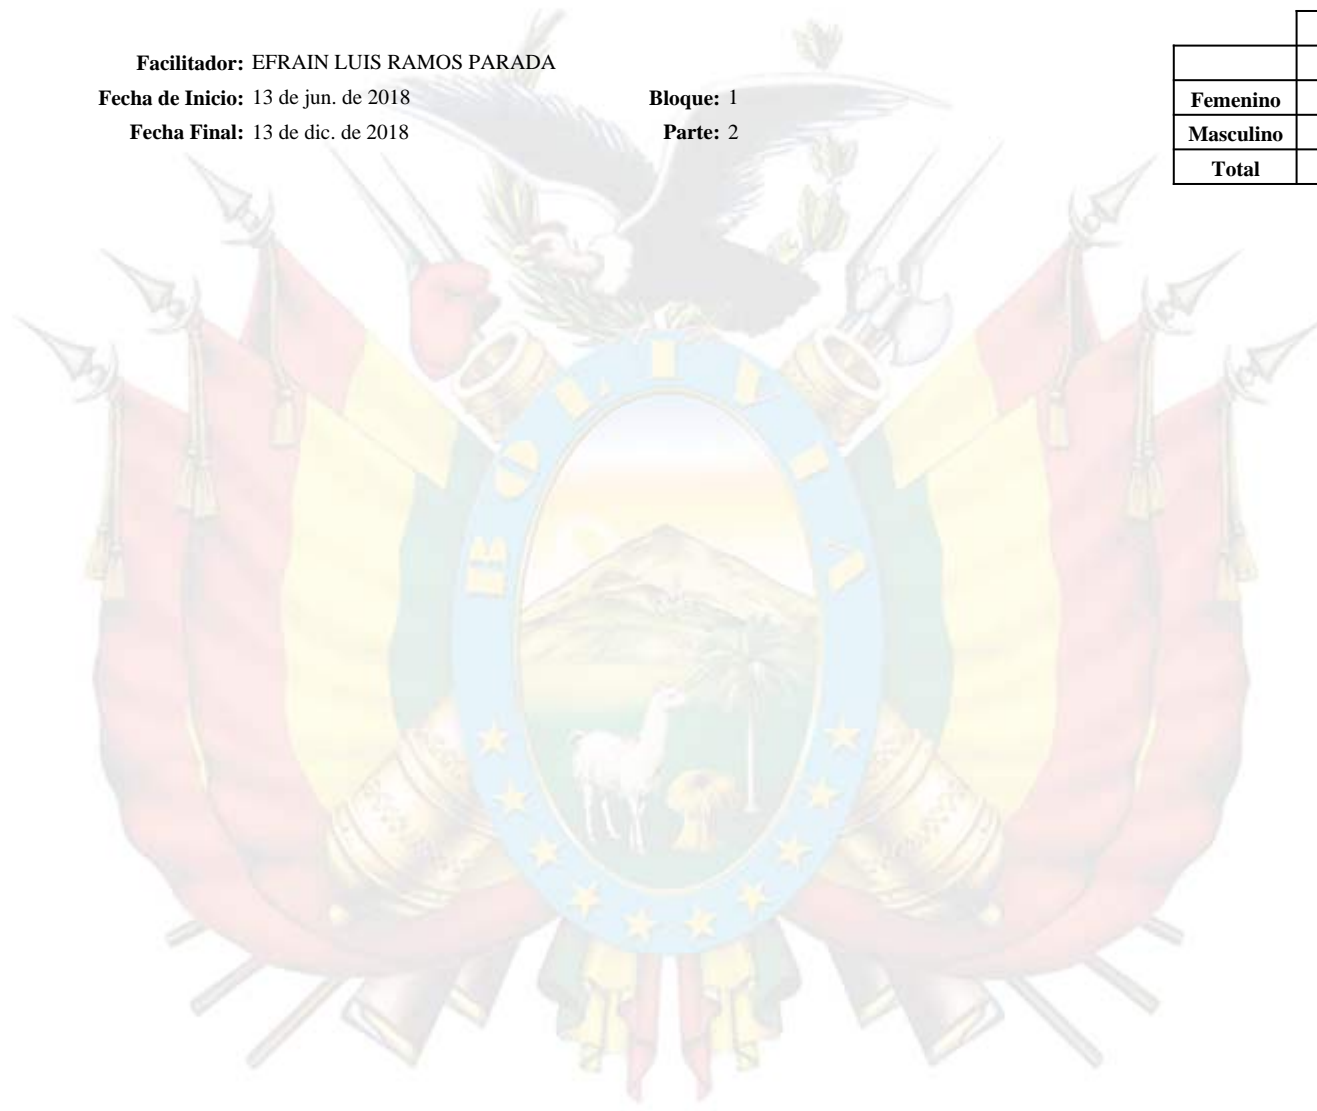 Facilitador: EFRAIN LUIS RAMOS PARADA
Fecha de Inicio: 13 de jun. de 2018 Bloque: 1
Fecha Final: 13 de dic. de 2018 Parte: 2
Femenino
Masculino
Total
BOLIVIA